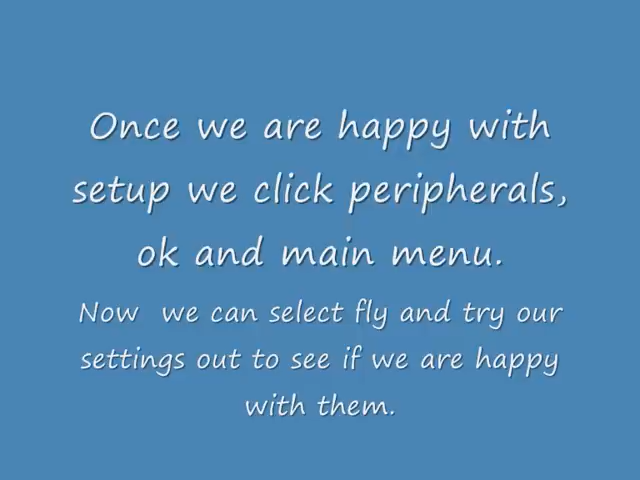 Once we are happy with
setup we click peripherals,
ok and main menu.
Now we can select fly and try our
settings out to see if we are happy
with them.